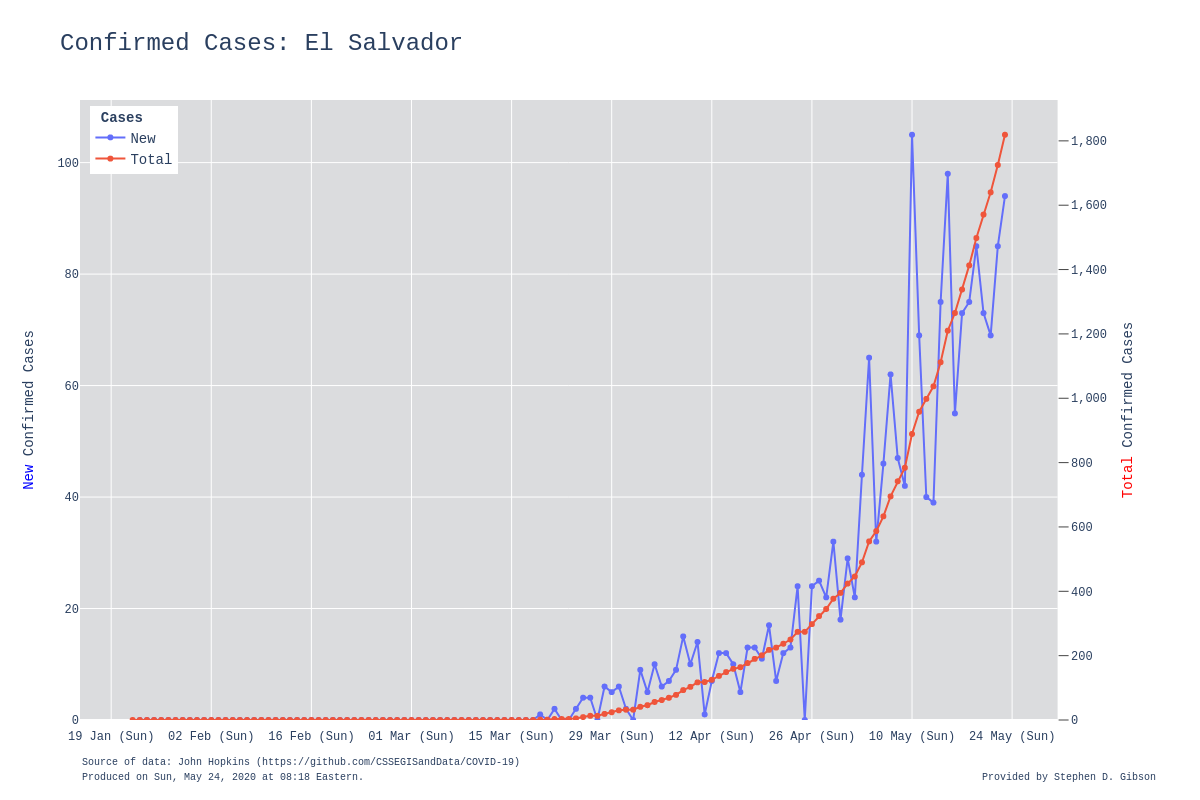 Confirmed Cases: El Salvador
Cases
New
Total
100
80
60
40
20
0
1,800
1,600
1,400
1,200
1,000
800
600
400
200
0
New Confirmed Cases
Total Confirmed Cases
19 Jan (Sun) 02 Feb (Sun) 16 Feb (Sun) 01 Mar (Sun) 15 Mar (Sun) 29 Mar (Sun) 12 Apr (Sun) 26 Apr (Sun) 10 May (Sun) 24 May (Sun)
Source of data: John Hopkins (https://github.com/CSSEGISandData/COVID-19)
Produced on Sun, May 24, 2020 at 08:18 Eastern.
Provided by Stephen D. Gibson